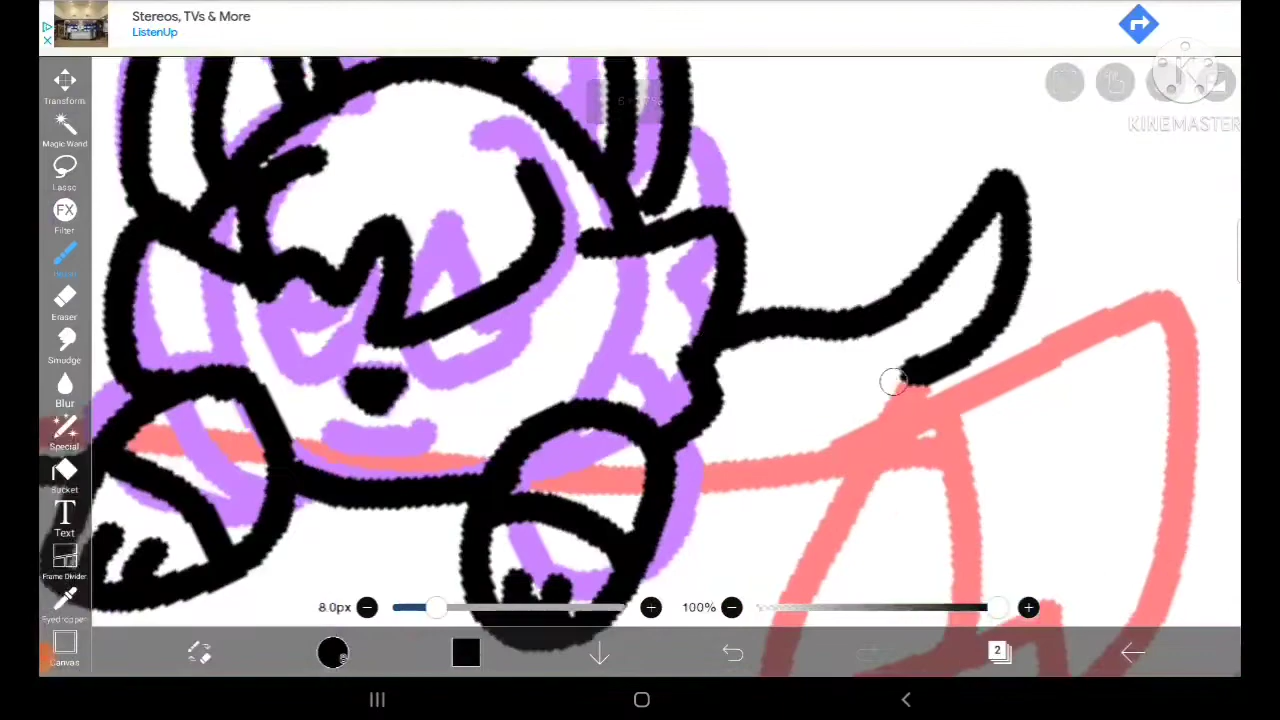 Stereos, TVs & More
ListenUp
KINEMASTER
Transform
Magic Wand
Lasso
FX
Filter
Eraser
Smudge
Blur
Special
Bucket
T
Text
Frame Divider
Eyedropper
Canvas
8.0px
100%
2